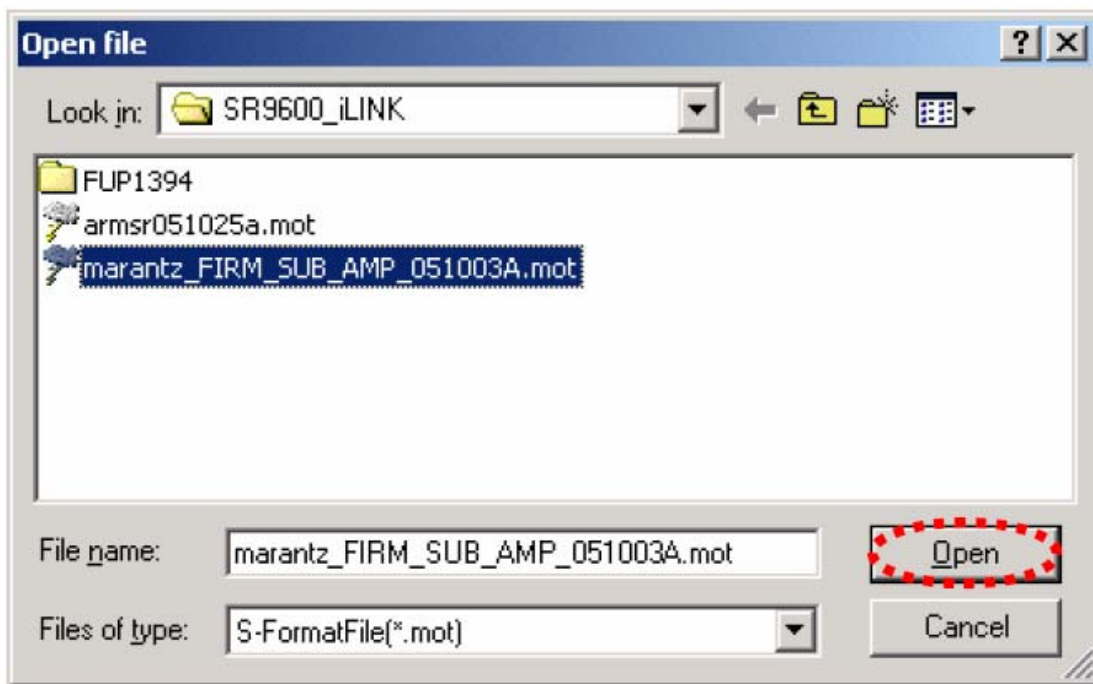 Open file
Look in: SR9600_iLINK
FUP1394
armsr051025a.mot
marantz_FIRM_SUB_AMP_051003A.mot
File name: marantz_FIRM_SUB_AMP_051003A.mot Open
Files of type: S-FormatFile(*.mot) Cancel